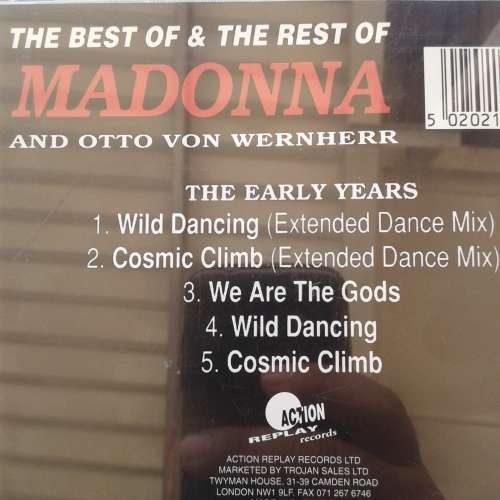 THE BEST OF & THE REST OF
MADONNA
AND OTTO VON WERNHERR
5 02021
THE EARLY YEARS
1. Wild Dancing (Extended Dance Mix)
2. Cosmic Climb (Extended Dance Mix)
3. We Are The Gods
4. Wild Dancing
5. Cosmic Climb
ACTION
REPLAY
records
ACTION REPLAY RECORDS LTD
MARKETED BY TROJAN SALES LTD
TWYMAN HOUSE, 31-39 CAMDEN ROAD
LONDON NW1 9LF. FAX 071 267 6746